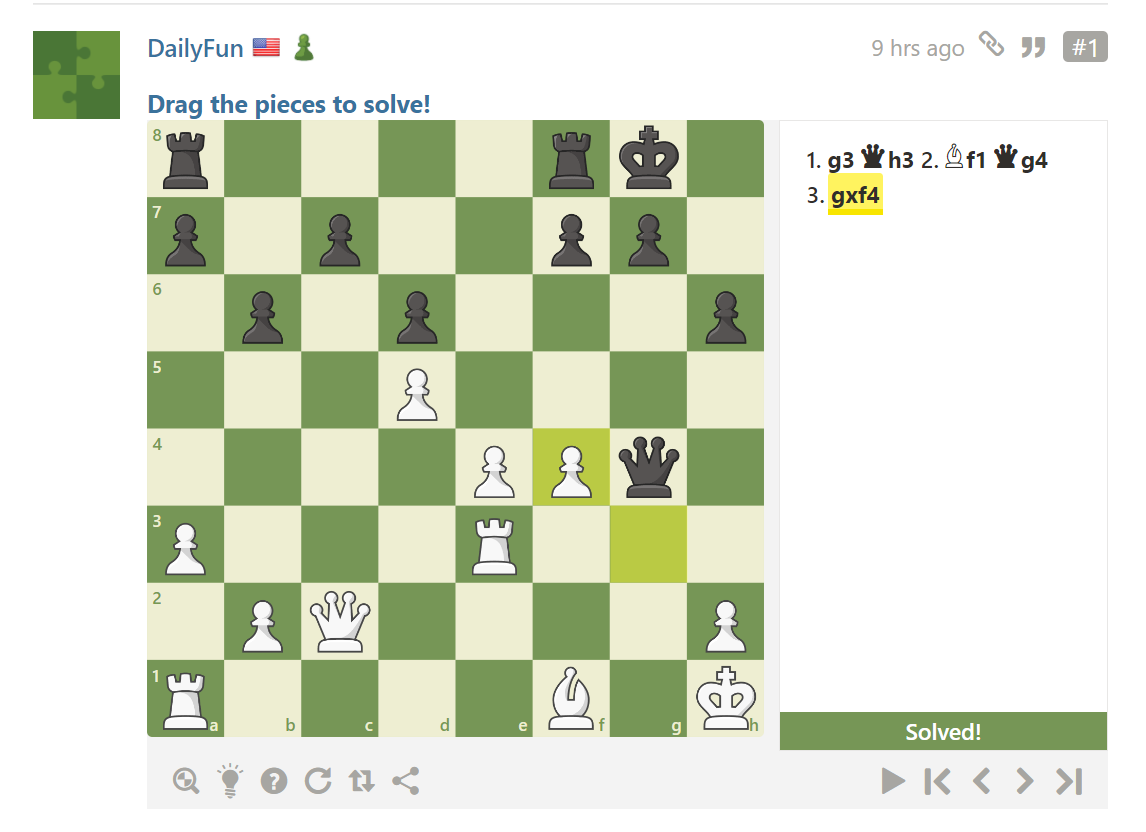 DailyFun
9 hrs ago
#1
Drag the pieces to solve!
8
7
6
5
4
3
2
1
a b c d e f g h
1. g3 ♛h3 2. ♗f1 ♛g4
3. gxf4
Solved!